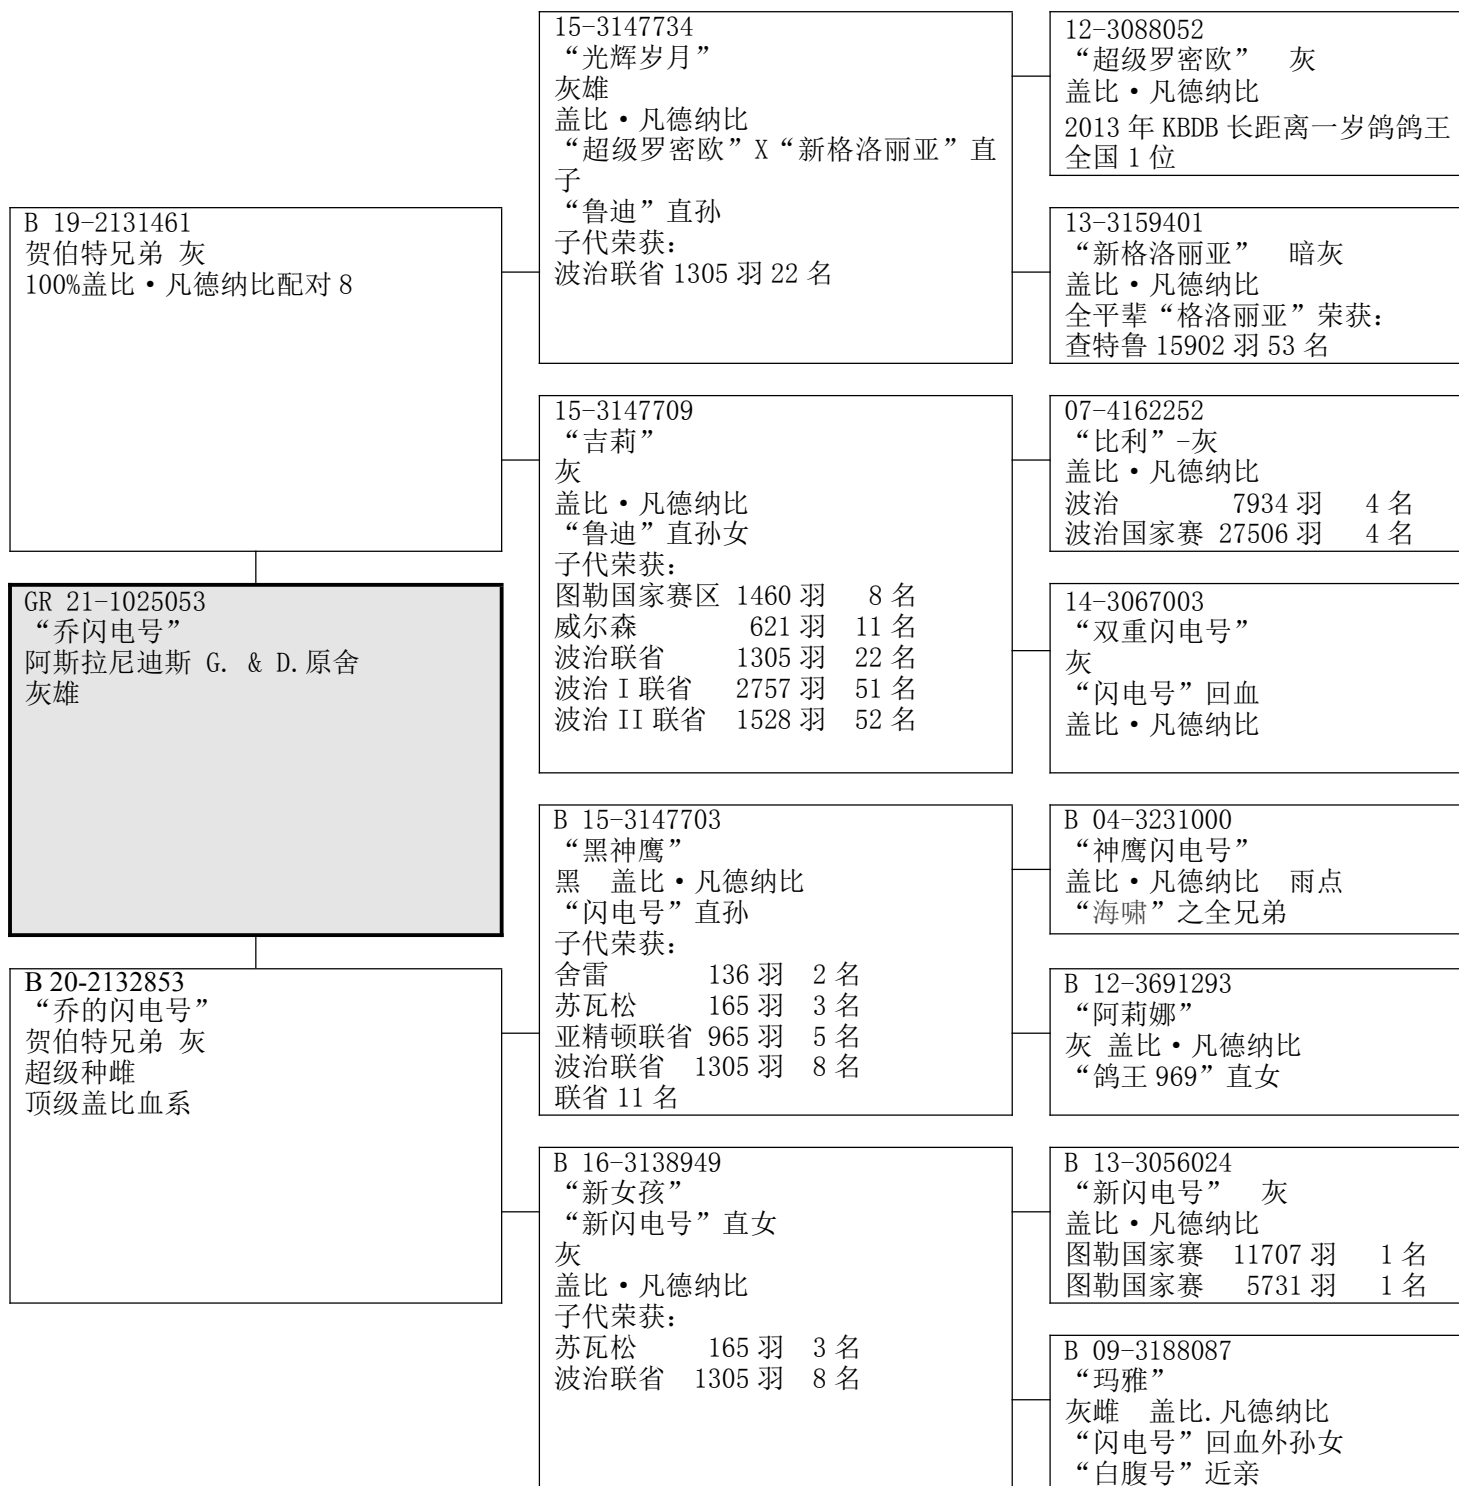 B 19-2131461
贺伯特兄弟 灰
100%盖比·凡德纳比配对 8
GR 21-1025053
“乔闪电号”
阿斯拉尼迪斯 G. & D.原舍
灰雄
B 20-2132853
“乔的闪电号”
贺伯特兄弟 灰
超级种雌
顶级盖比血系
15-3147734
“光辉岁月”
灰雄
盖比·凡德纳比
“超级罗密欧”X“新格洛丽亚”直
子
“鲁迪”直孙
子代荣获：
波治联省 1305 羽 22 名
15-3147709
“吉莉”
灰
盖比·凡德纳比
“鲁迪”直孙女
子代荣获：
图勒国家赛区 1460 羽 8 名
威尔森 621 羽 11 名
波治联省 1305 羽 22 名
波治 I 联省 2757 羽 51 名
波治 II 联省 1528 羽 52 名
B 15-3147703
“黑神鹰”
黑 盖比·凡德纳比
“闪电号”直孙
子代荣获：
舍雷 136 羽 2 名
苏瓦松 165 羽 3 名
亚精顿联省 965 羽 5 名
波治联省 1305 羽 8 名
联省 11 名
B 16-3138949
“新女孩”
“新闪电号”直女
灰
盖比·凡德纳比
子代荣获：
苏瓦松 165 羽 3 名
波治联省 1305 羽 8 名
12-3088052
“超级罗密欧” 灰
盖比·凡德纳比
2013 年 KBDB 长距离一岁鸽鸽王
全国 1 位
13-3159401
“新格洛丽亚” 暗灰
盖比·凡德纳比
全平辈“格洛丽亚”荣获：
查特鲁 15902 羽 53 名
07-4162252
“比利”-灰
盖比·凡德纳比
波治 7934 羽 4 名
波治国家赛 27506 羽 4 名
14-3067003
“双重闪电号”
灰
“闪电号”回血
盖比·凡德纳比
B 04-3231000
“神鹰闪电号”
盖比·凡德纳比 雨点
“海啸”之全兄弟
B 12-3691293
“阿莉娜”
灰 盖比·凡德纳比
“鸽王 969”直女
B 13-3056024
“新闪电号” 灰
盖比·凡德纳比
图勒国家赛 11707 羽 1 名
图勒国家赛 5731 羽 1 名
B 09-3188087
“玛雅”
灰雌 盖比.凡德纳比
“闪电号”回血外孙女
“白腹号”近亲